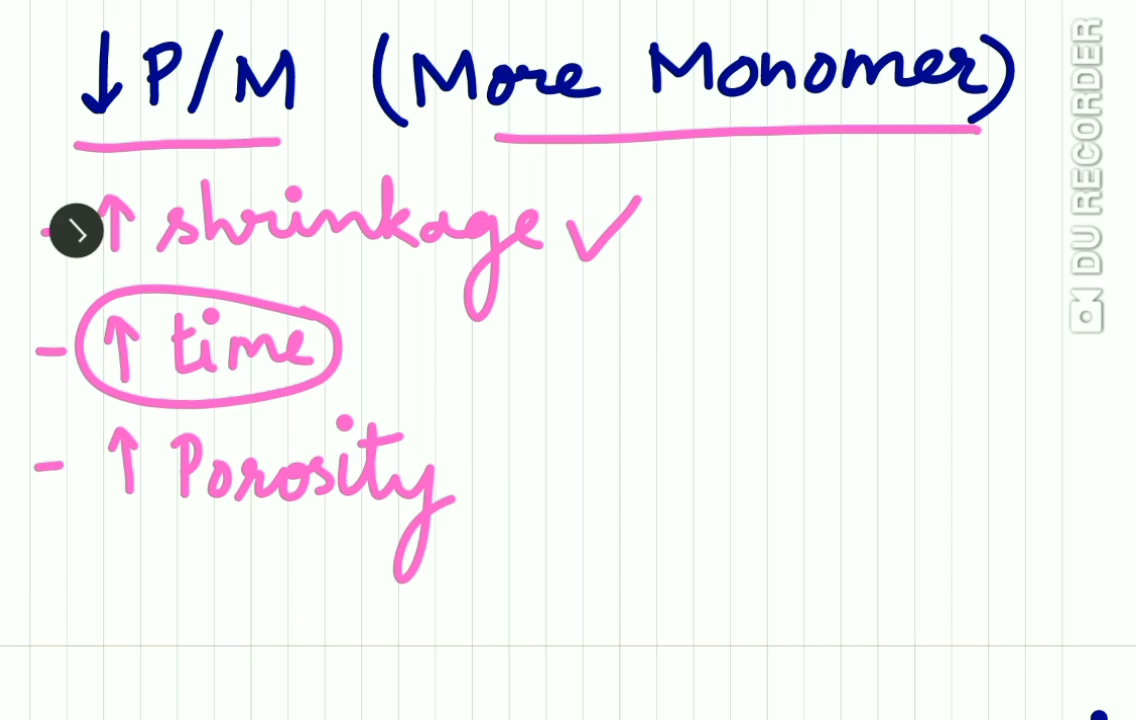 ↓ P/M (More Monomer)
- ↑ shrinkage ✓
- ↑ time
- ↑ Porosity
DU RECORDER